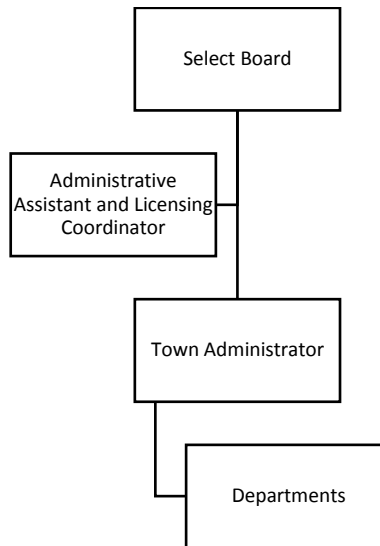 Select Board
Administrative
Assistant and Licensing
Coordinator
Town Administrator
Departments